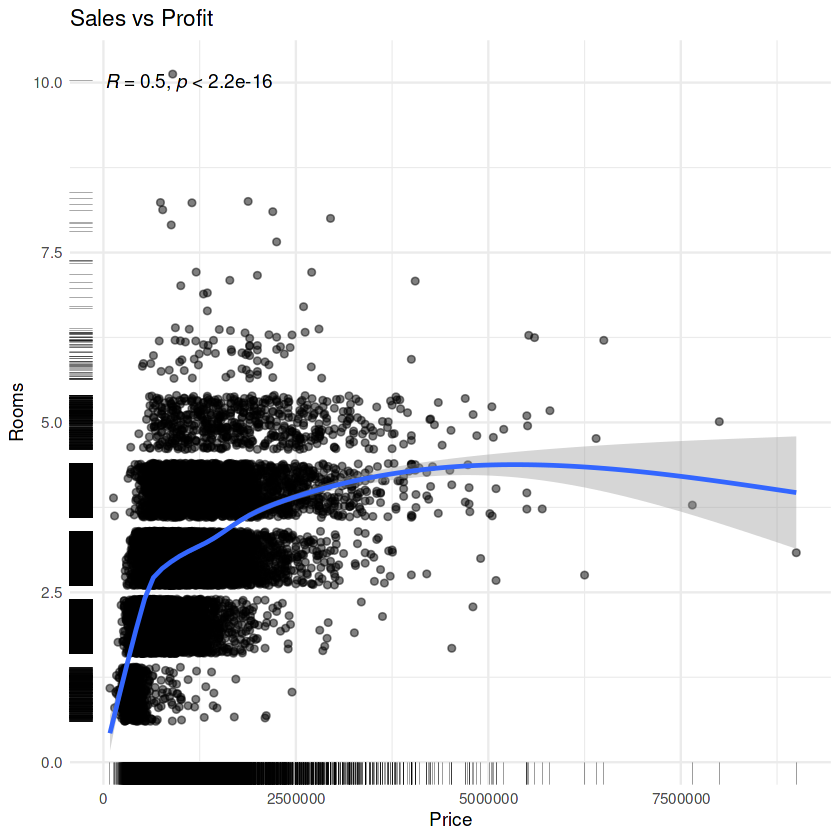 Sales vs Profit
R = 0.5, p < 2.2e-16
10.0
7.5
5.0
2.5
0.0
Rooms
0 2500000 5000000 7500000
Price